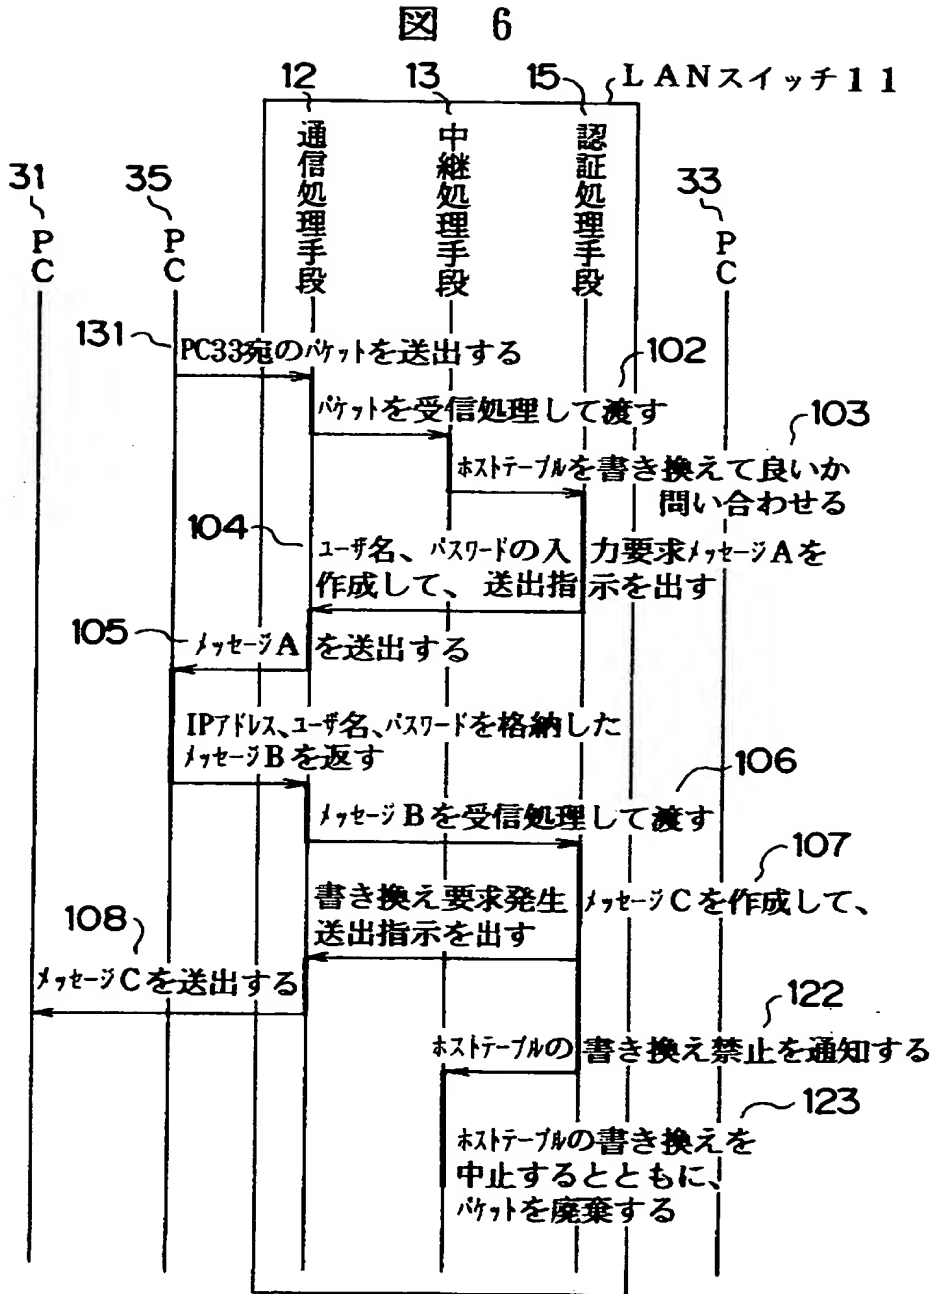 図 6
12
13
15
LANスイッチ11
通信処理手段
中継処理手段
認証処理手段
31
PC
35
PC
33
PC
131
PC33宛のパケットを送出する
102
パケットを受信処理して渡す
103
ホストテーブルを書き換えて良いか
問い合わせる
104
ユーザ名、パスワードの入力要求メッセージAを
作成して、送出指示を出す
105
メッセージAを送出する
IPアドレス、ユーザ名、パスワードを格納した
メッセージBを返す
106
メッセージBを受信処理して渡す
107
書き換え要求発生メッセージCを作成して、
送出指示を出す
108
メッセージCを送出する
122
ホストテーブルの書き換え禁止を通知する
123
ホストテーブルの書き換えを
中止するとともに、
パケットを廃棄する